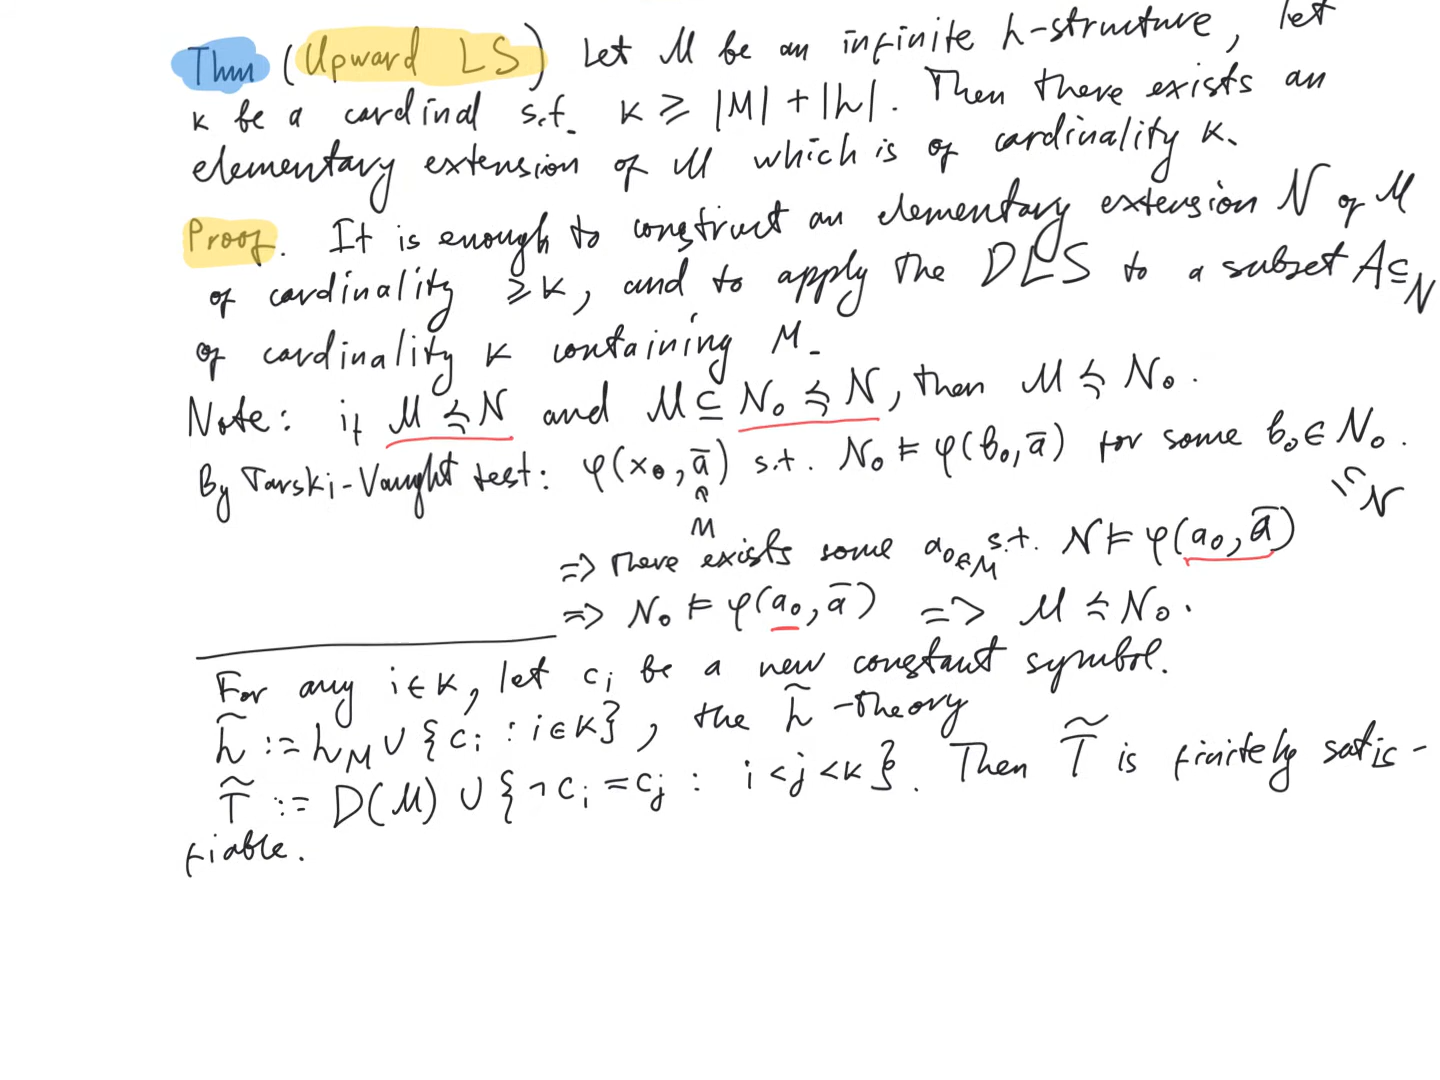 Thm (Upward LS) Let M be an infinite L-structure, let
κ be a cardinal s.t. κ ⩾ |M| + |L|. Then there exists an
elementary extension of M which is of cardinality κ.
Proof. It is enough to construct an elementary extension N of M
of cardinality ⩾ κ, and to apply the DLS to a subset A ⊆ N
of cardinality κ containing M.
Note: if M ≼ N and M ⊆ N₀ ≼ N, then M ≼ N₀.
By Tarski-Vaught test: φ(x₀, ā) s.t. N₀ ⊨ φ(b₀, ā) for some b₀ ∈ N₀.
∩| N
M
=> there exists some a₀ ∈ M s.t. N ⊨ φ(a₀, ā)
=> N₀ ⊨ φ(a₀, ā) => M ≼ N₀.
For any i ∈ κ, let cᵢ be a new constant symbol.
L̃ := L_M ∪ {cᵢ : i ∈ κ}, the L̃-theory
T̃ := D(M) ∪ {¬ cᵢ = cⱼ : i < j < κ}. Then T̃ is finitely satis-
fiable.